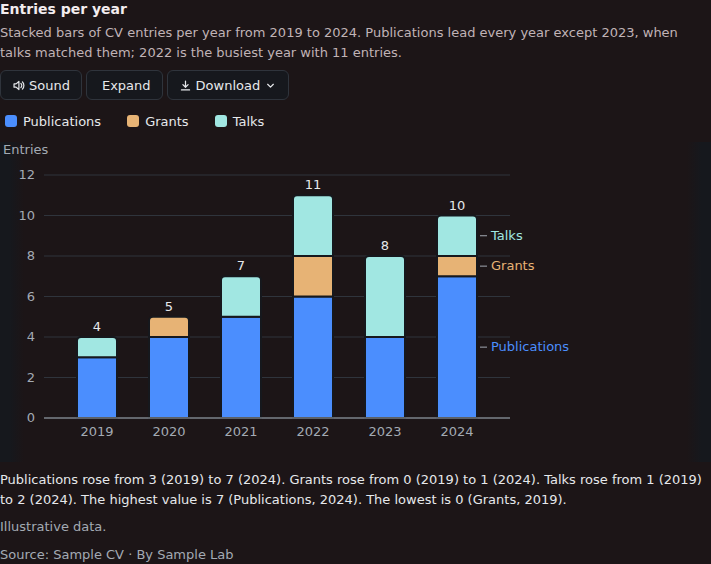 Entries per year
Stacked bars of CV entries per year from 2019 to 2024. Publications lead every year except 2023, when
talks matched them; 2022 is the busiest year with 11 entries.
Sound Expand Download
Publications Grants Talks
Entries
12
10
8
6
4
2
0
4
5
7
11
8
10
Talks
Grants
Publications
2019 2020 2021 2022 2023 2024
Publications rose from 3 (2019) to 7 (2024). Grants rose from 0 (2019) to 1 (2024). Talks rose from 1 (2019)
to 2 (2024). The highest value is 7 (Publications, 2024). The lowest is 0 (Grants, 2019).
Illustrative data.
Source: Sample CV · By Sample Lab